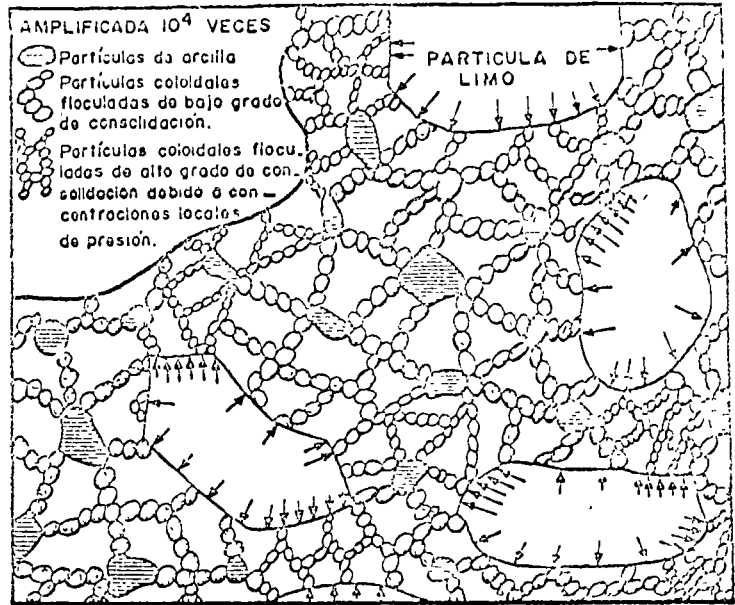 AMPLIFICADA 10⁴ VECES
Partículas de arcilla
Partículas coloidales
floculadas de bajo grado
de consolidación.
Partículas coloidales flocu-
ladas de alto grado de con-
solidación debido a con-
centraciones locales
de presión.
PARTICULA DE
LIMO